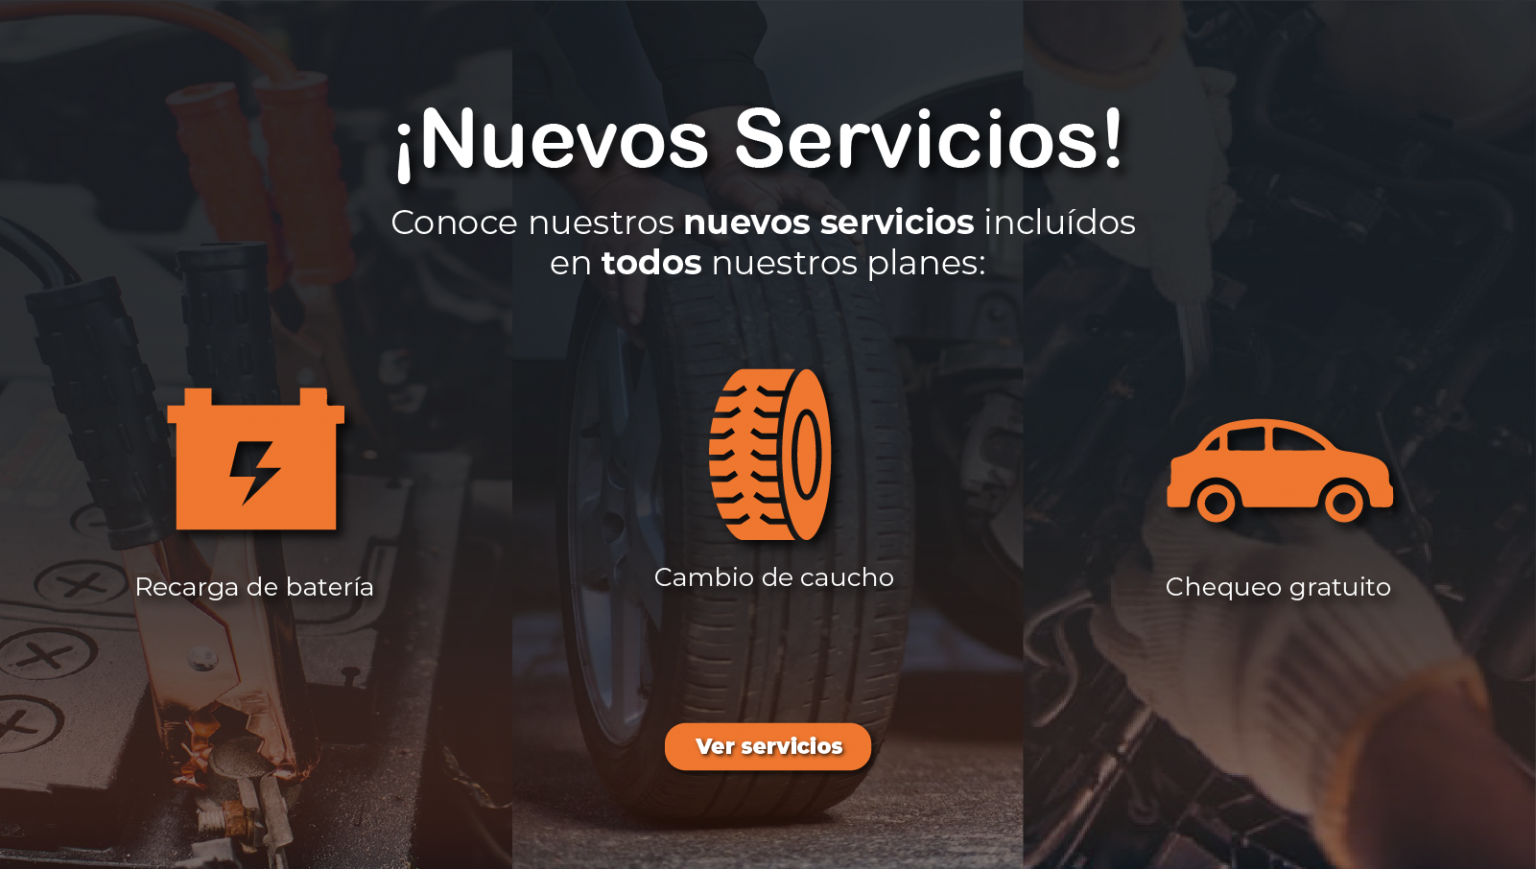 ¡Nuevos Servicios!
Conoce nuestros nuevos servicios incluídos
en todos nuestros planes:
Recarga de batería
Cambio de caucho
Chequeo gratuito
Ver servicios